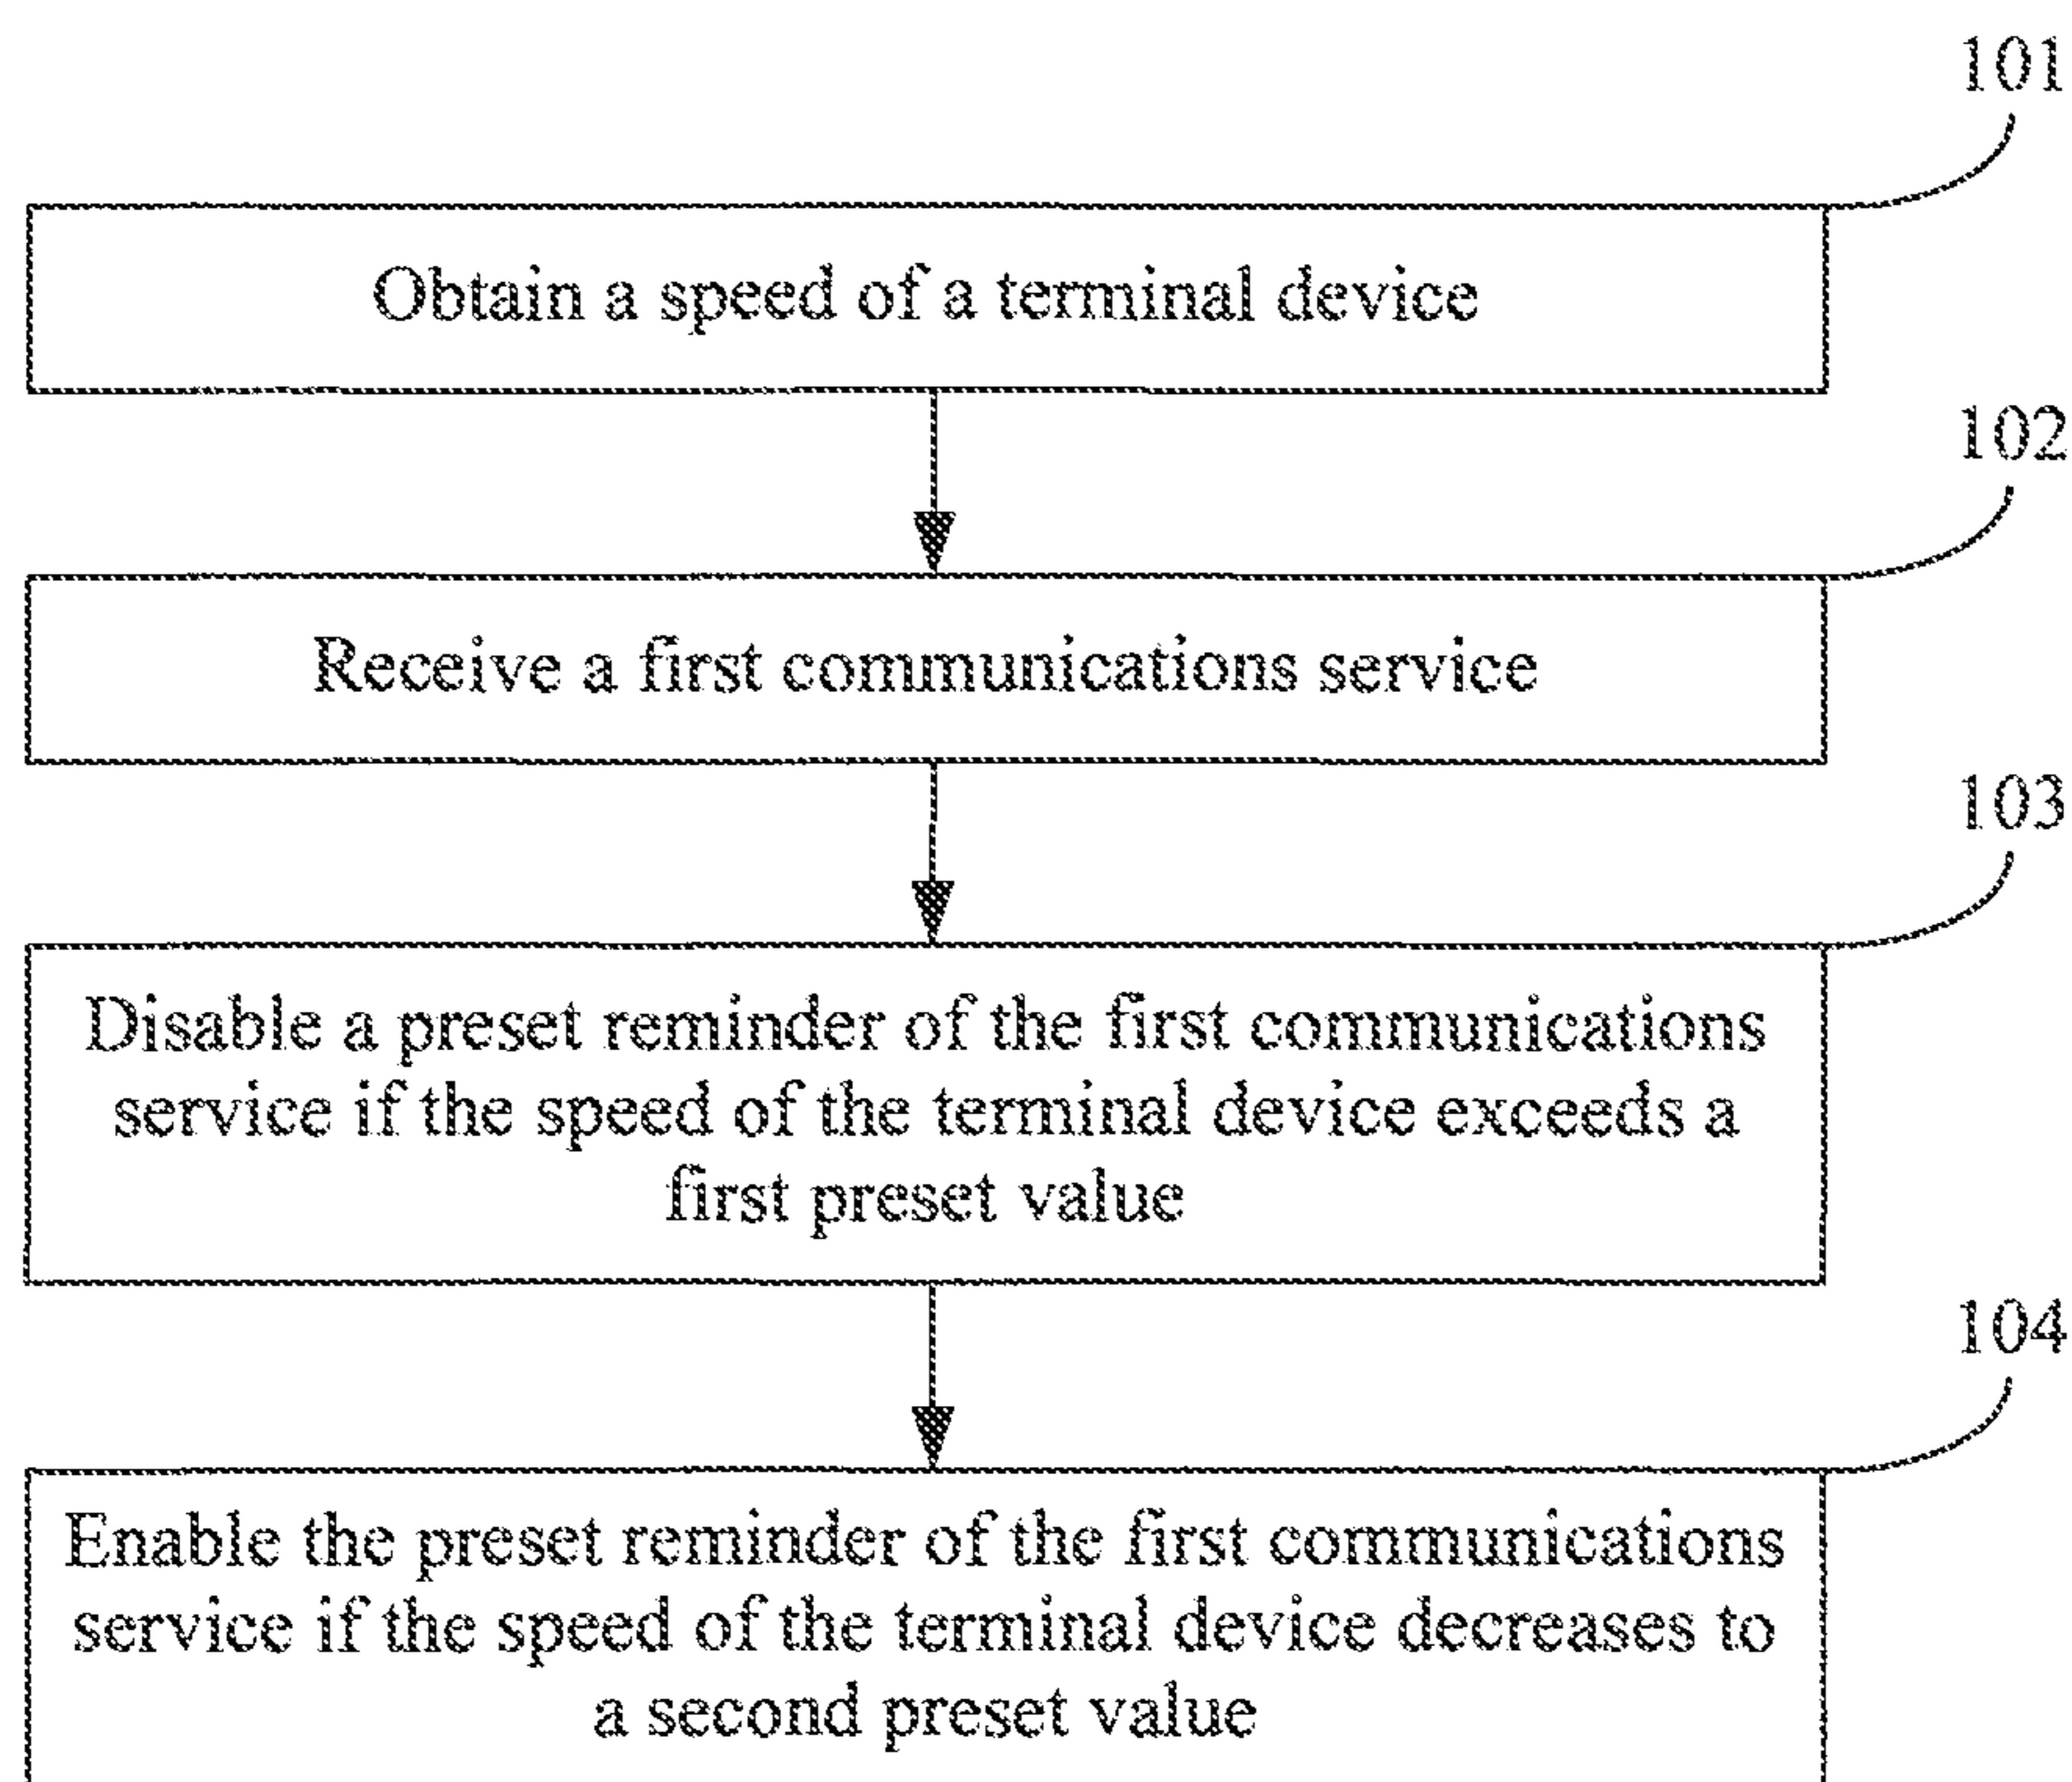 101
Obtain a speed of a terminal device
102
Receive a first communications service
103
Disable a preset reminder of the first communications
service if the speed of the terminal device exceeds a
first preset value
104
Enable the preset reminder of the first communications
service if the speed of the terminal device decreases to
a second preset value